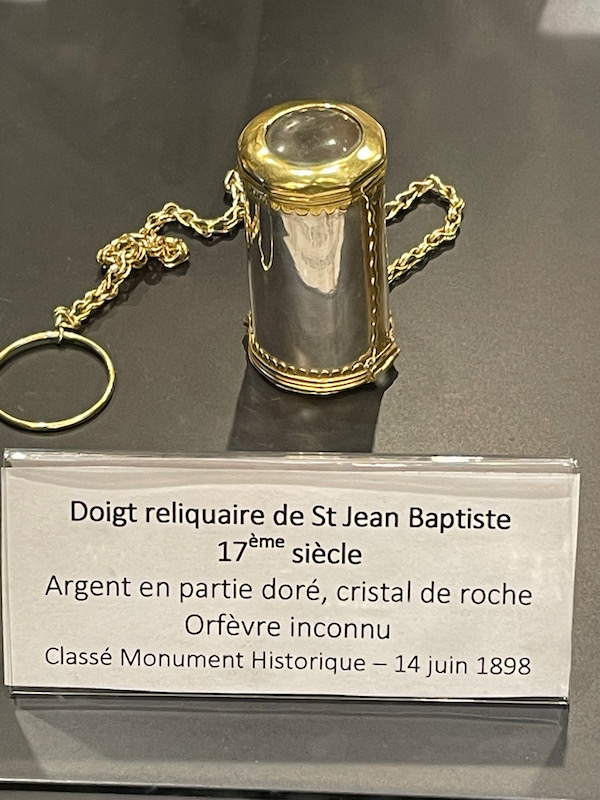 Doigt reliquaire de St Jean Baptiste
17ème siècle
Argent en partie doré, cristal de roche
Orfèvre inconnu
Classé Monument Historique – 14 juin 1898